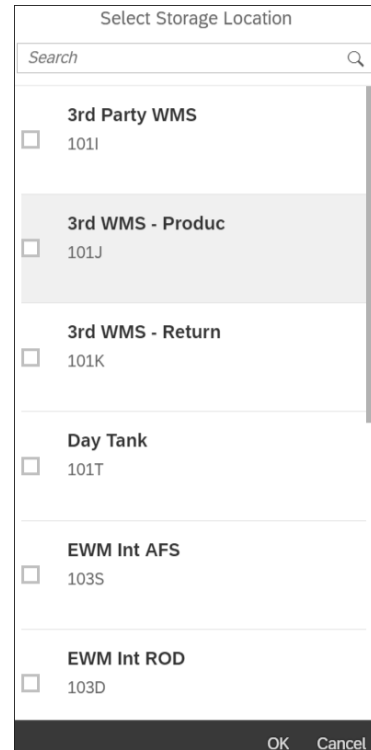 Select Storage Location
Search
3rd Party WMS
101I
3rd WMS - Produc
101J
3rd WMS - Return
101K
Day Tank
101T
EWM Int AFS
103S
EWM Int ROD
103D
OK Cancel